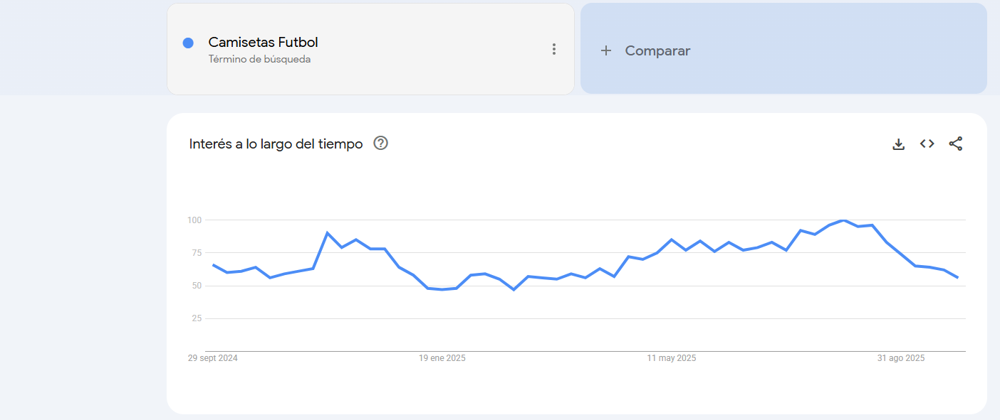 Camisetas Futbol
Término de búsqueda
+ Comparar
Interés a lo largo del tiempo
100
75
50
25
29 sept 2024
19 ene 2025
11 may 2025
31 ago 2025